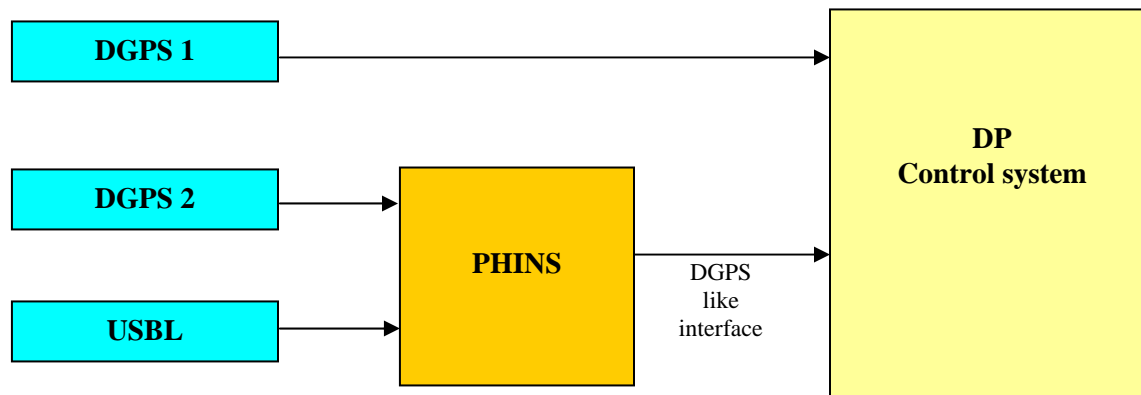 DGPS 1
DP
Control system
DGPS 2
PHINS
DGPS
like
interface
USBL